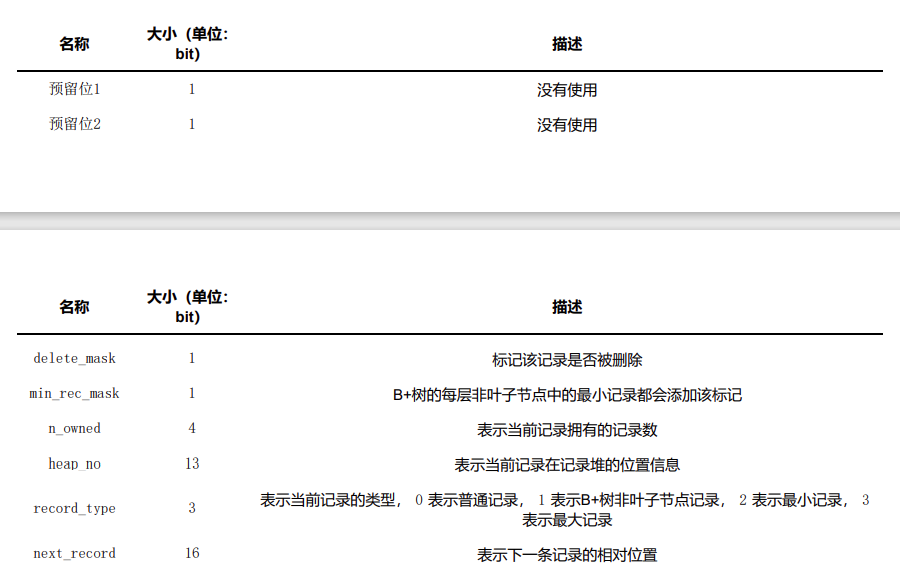 名称 大小（单位： 描述
bit）
预留位1 1 没有使用
预留位2 1 没有使用
名称 大小（单位： 描述
bit）
delete_mask 1 标记该记录是否被删除
min_rec_mask 1 B+树的每层非叶子节点中的最小记录都会添加该标记
n_owned 4 表示当前记录拥有的记录数
heap_no 13 表示当前记录在记录堆的位置信息
record_type 3 表示当前记录的类型， 0 表示普通记录， 1 表示B+树非叶子节点记录， 2 表示最小记录， 3
表示最大记录
next_record 16 表示下一条记录的相对位置